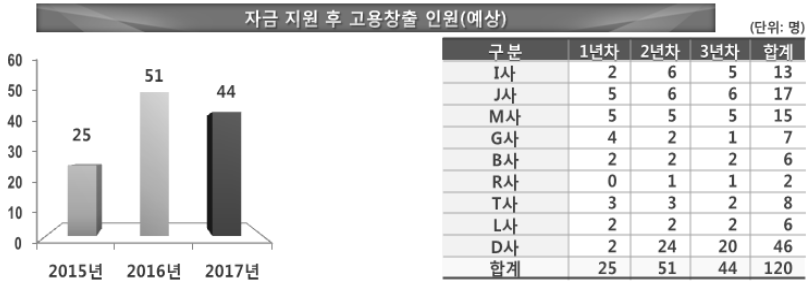 자금 지원 후 고용창출 인원(예상)
(단위: 명)
60
50
40
30
20
10
0
25
51
44
2015년 2016년 2017년
구분 1년차 2년차 3년차 합계
I사 2 6 5 13
J사 5 6 6 17
M사 5 5 5 15
G사 4 2 1 7
B사 2 2 2 6
R사 0 1 1 2
T사 3 3 2 8
L사 2 2 2 6
D사 2 24 20 46
합계 25 51 44 120